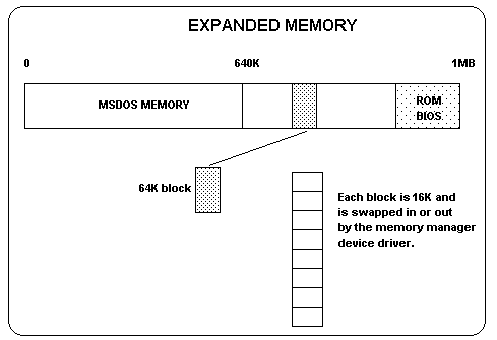 EXPANDED MEMORY
0 640K 1MB
MSDOS MEMORY
ROM
BIOS
64K block
Each block is 16K and
is swapped in or out
by the memory manager
device driver.